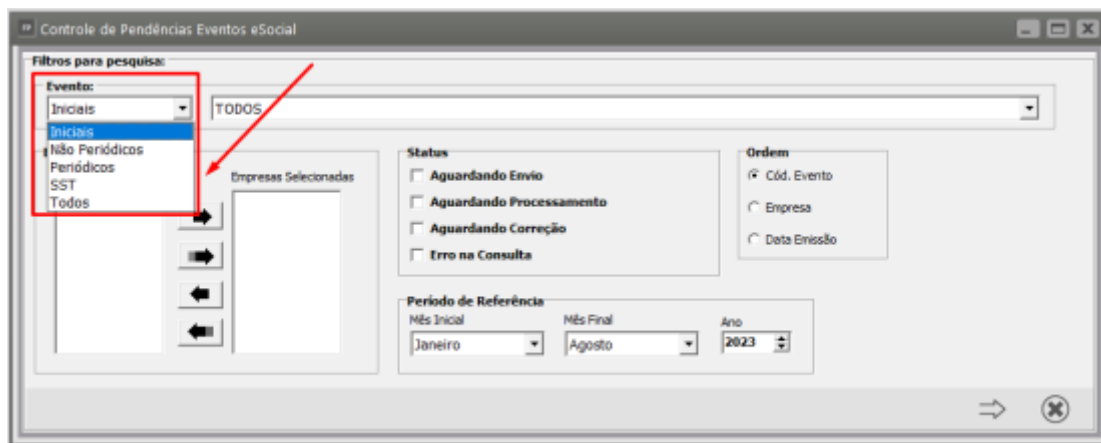 Controle de Pendências Eventos eSocial
Filtros para pesquisa:
Evento:
Iniciais
TODOS
Iniciais
Não Periódicos
Periódicos
SST
Todos
Empresas Selecionadas
Status
Aguardando Envio
Aguardando Processamento
Aguardando Correção
Erro na Consulta
Ordem
Cód. Evento
Empresa
Data Emissão
Período de Referência
Mês Inicial Mês Final Ano
Janeiro Agosto 2023